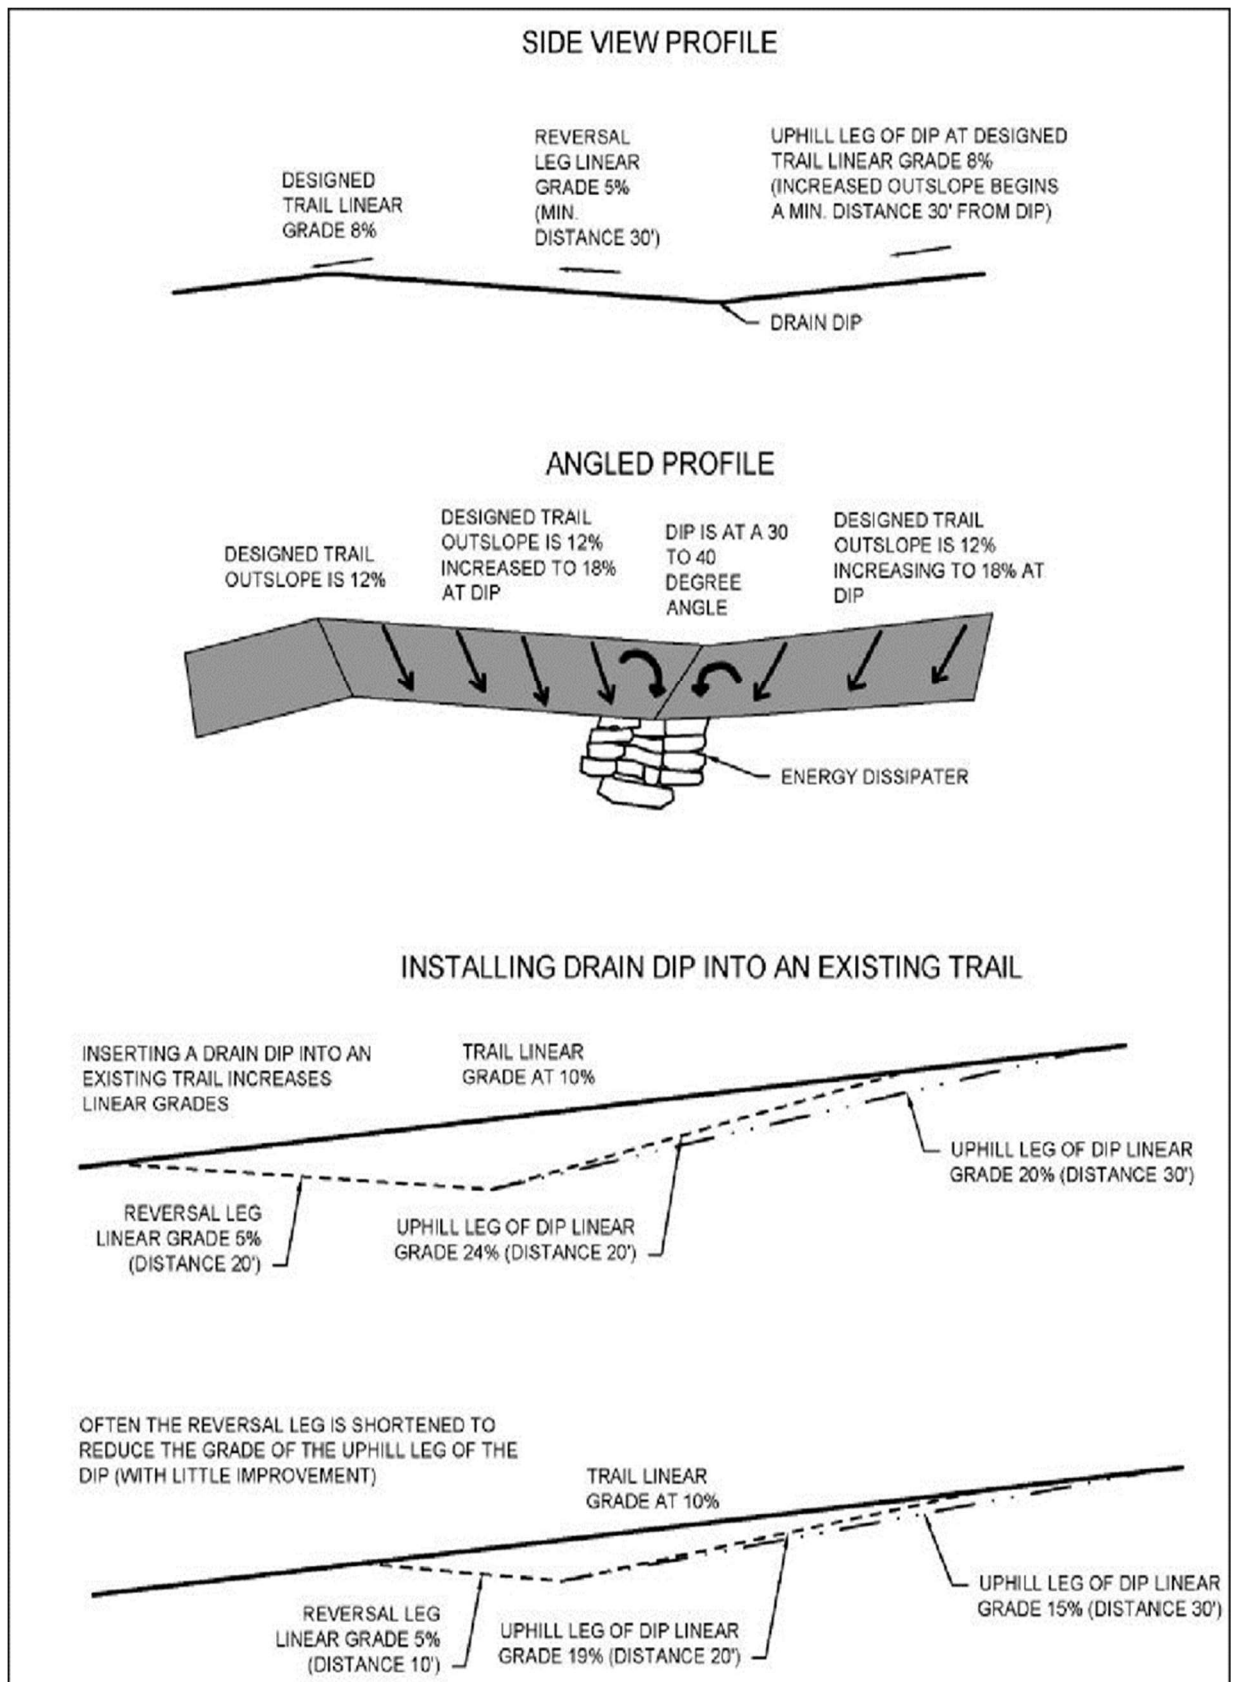 SIDE VIEW PROFILE
DESIGNED
TRAIL LINEAR
GRADE 8%
REVERSAL
LEG LINEAR
GRADE 5%
(MIN.
DISTANCE 30')
UPHILL LEG OF DIP AT DESIGNED
TRAIL LINEAR GRADE 8%
(INCREASED OUTSLOPE BEGINS
A MIN. DISTANCE 30' FROM DIP)
DRAIN DIP
ANGLED PROFILE
DESIGNED TRAIL
OUTSLOPE IS 12%
DESIGNED TRAIL
OUTSLOPE IS 12%
INCREASED TO 18%
AT DIP
DIP IS AT A 30
TO 40
DEGREE
ANGLE
DESIGNED TRAIL
OUTSLOPE IS 12%
INCREASING TO 18% AT
DIP
ENERGY DISSIPATER
INSTALLING DRAIN DIP INTO AN EXISTING TRAIL
INSERTING A DRAIN DIP INTO AN
EXISTING TRAIL INCREASES
LINEAR GRADES
TRAIL LINEAR
GRADE AT 10%
UPHILL LEG OF DIP LINEAR
GRADE 20% (DISTANCE 30')
REVERSAL LEG
LINEAR GRADE 5%
(DISTANCE 20')
UPHILL LEG OF DIP LINEAR
GRADE 24% (DISTANCE 20')
OFTEN THE REVERSAL LEG IS SHORTENED TO
REDUCE THE GRADE OF THE UPHILL LEG OF THE
DIP (WITH LITTLE IMPROVEMENT)
TRAIL LINEAR
GRADE AT 10%
UPHILL LEG OF DIP LINEAR
GRADE 15% (DISTANCE 30')
REVERSAL LEG
LINEAR GRADE 5%
(DISTANCE 10')
UPHILL LEG OF DIP LINEAR
GRADE 19% (DISTANCE 20')